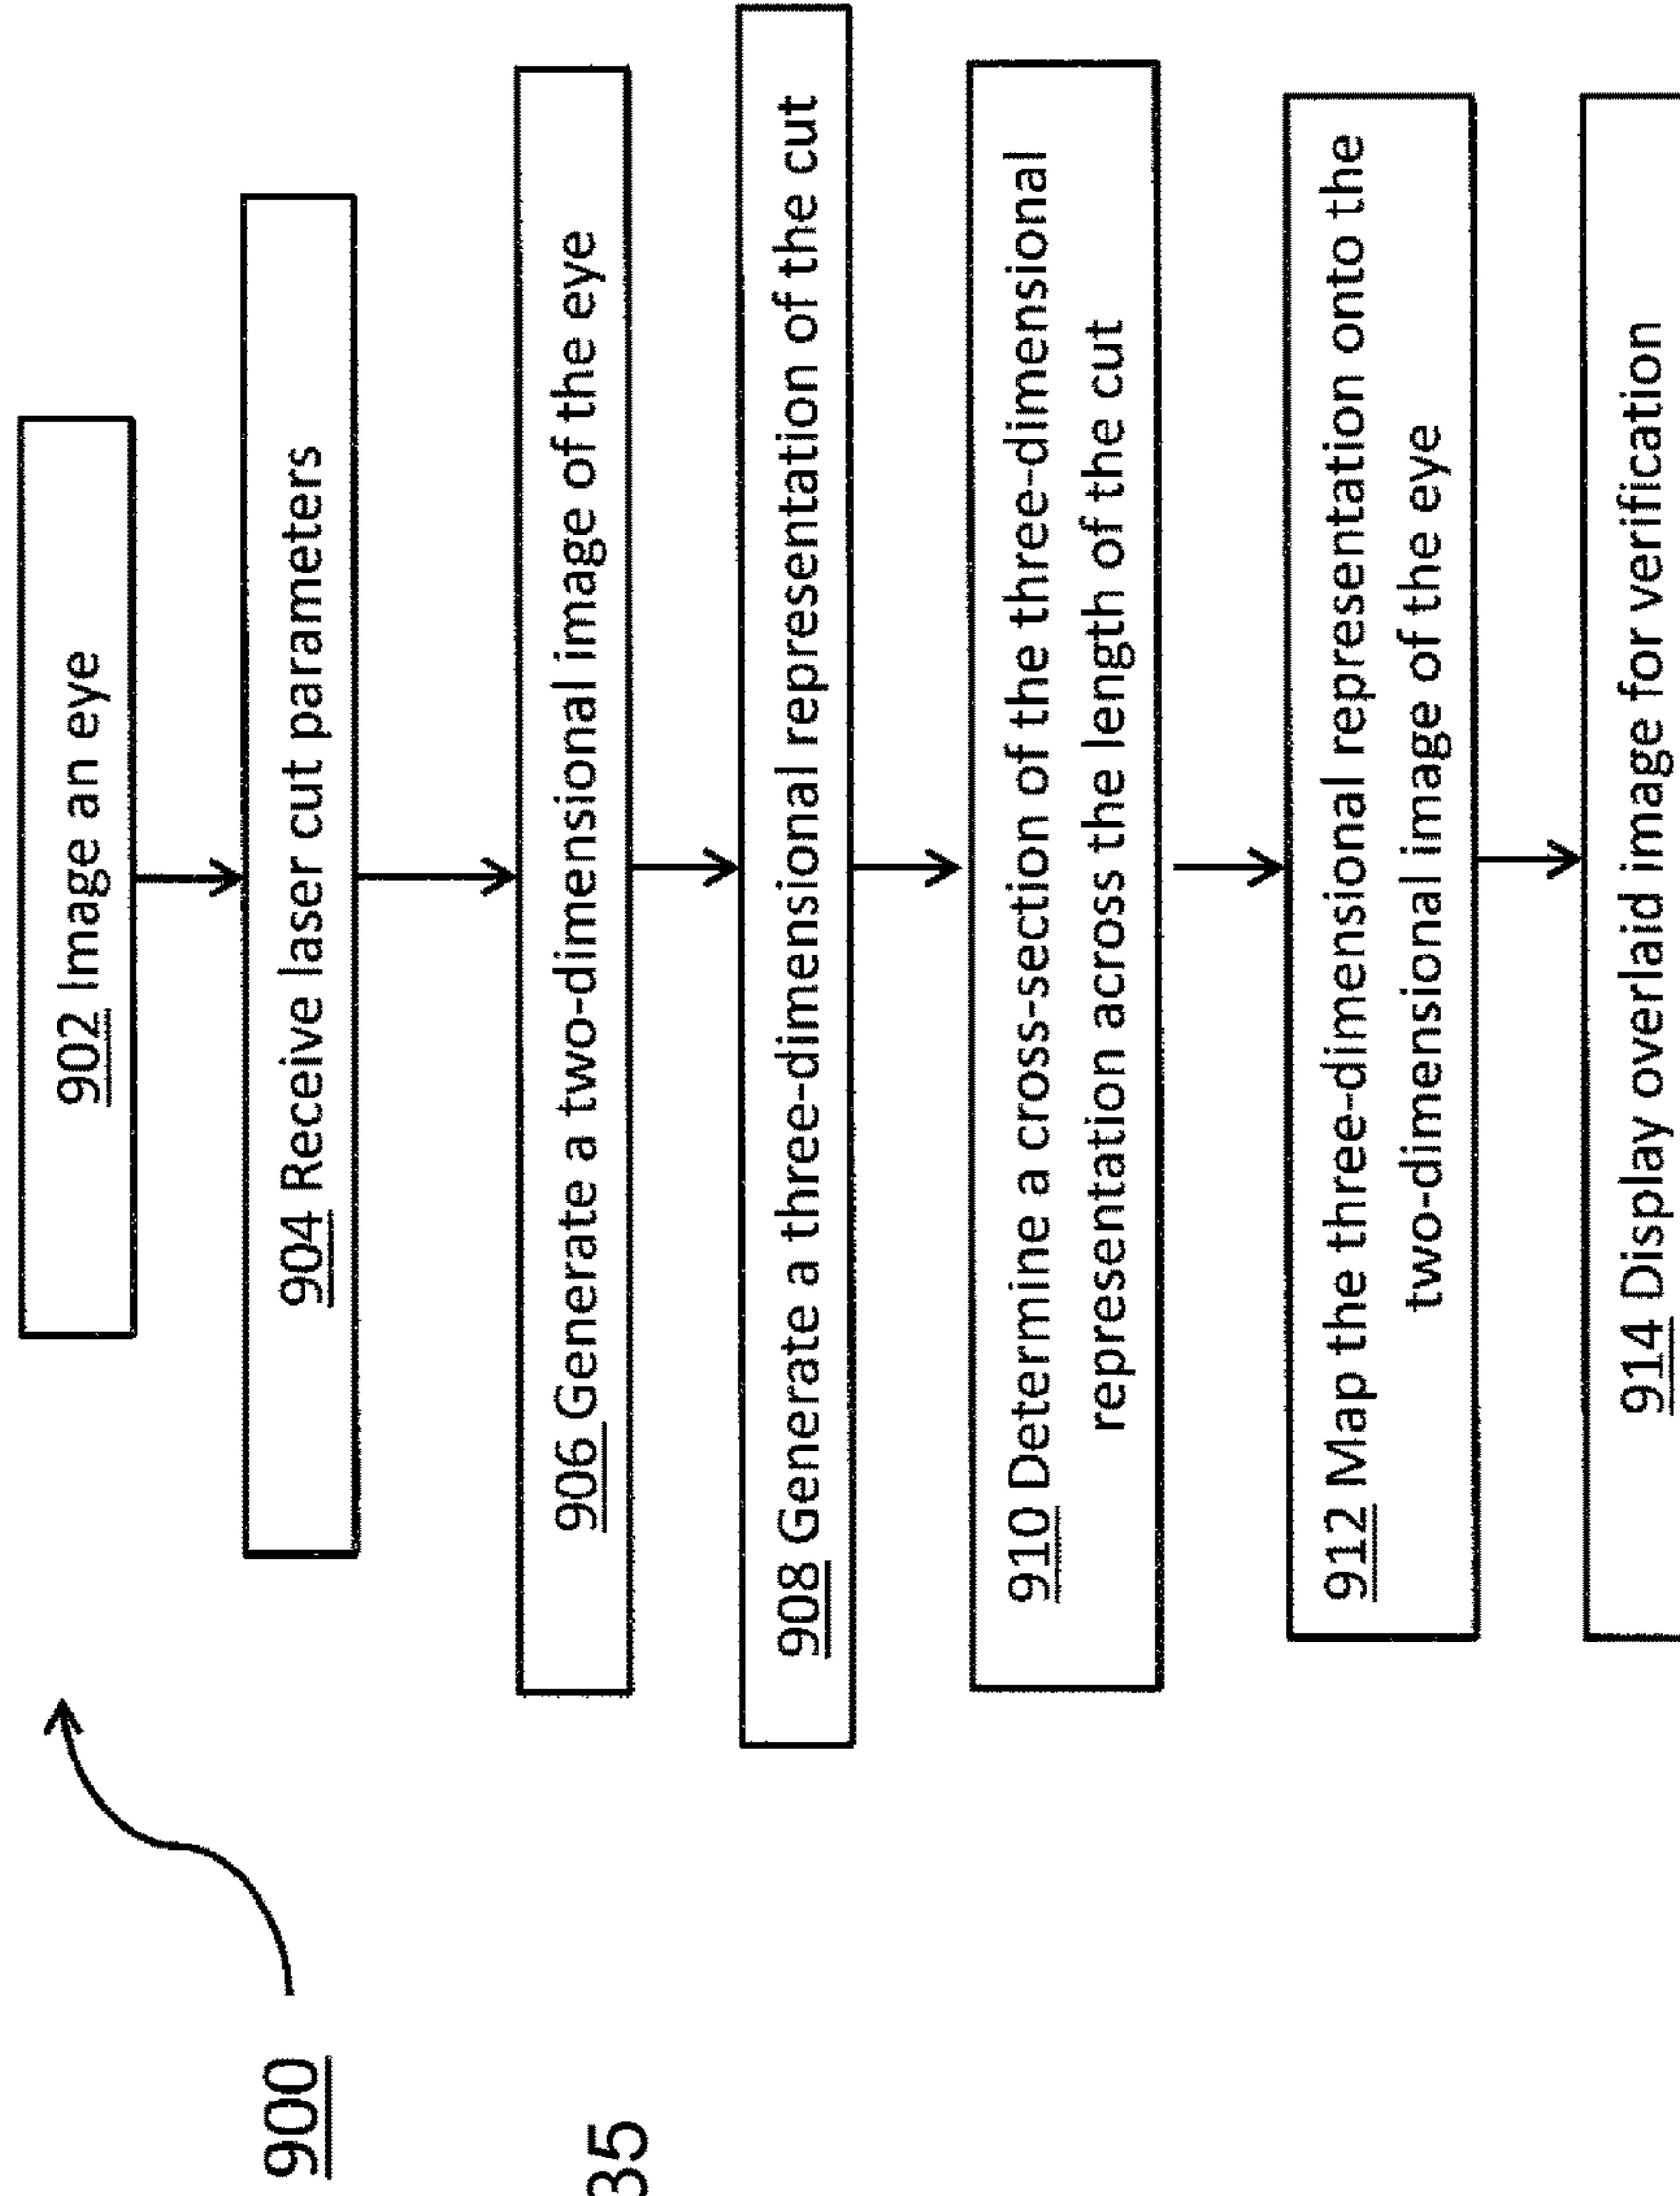 902 Image an eye
904 Receive laser cut parameters
906 Generate a two-dimensional image of the eye
908 Generate a three-dimensional representation of the cut
910 Determine a cross-section of the three-dimensional
representation across the length of the cut
912 Map the three-dimensional representation onto the
two-dimensional image of the eye
914 Display overlaid image for verification
900
35